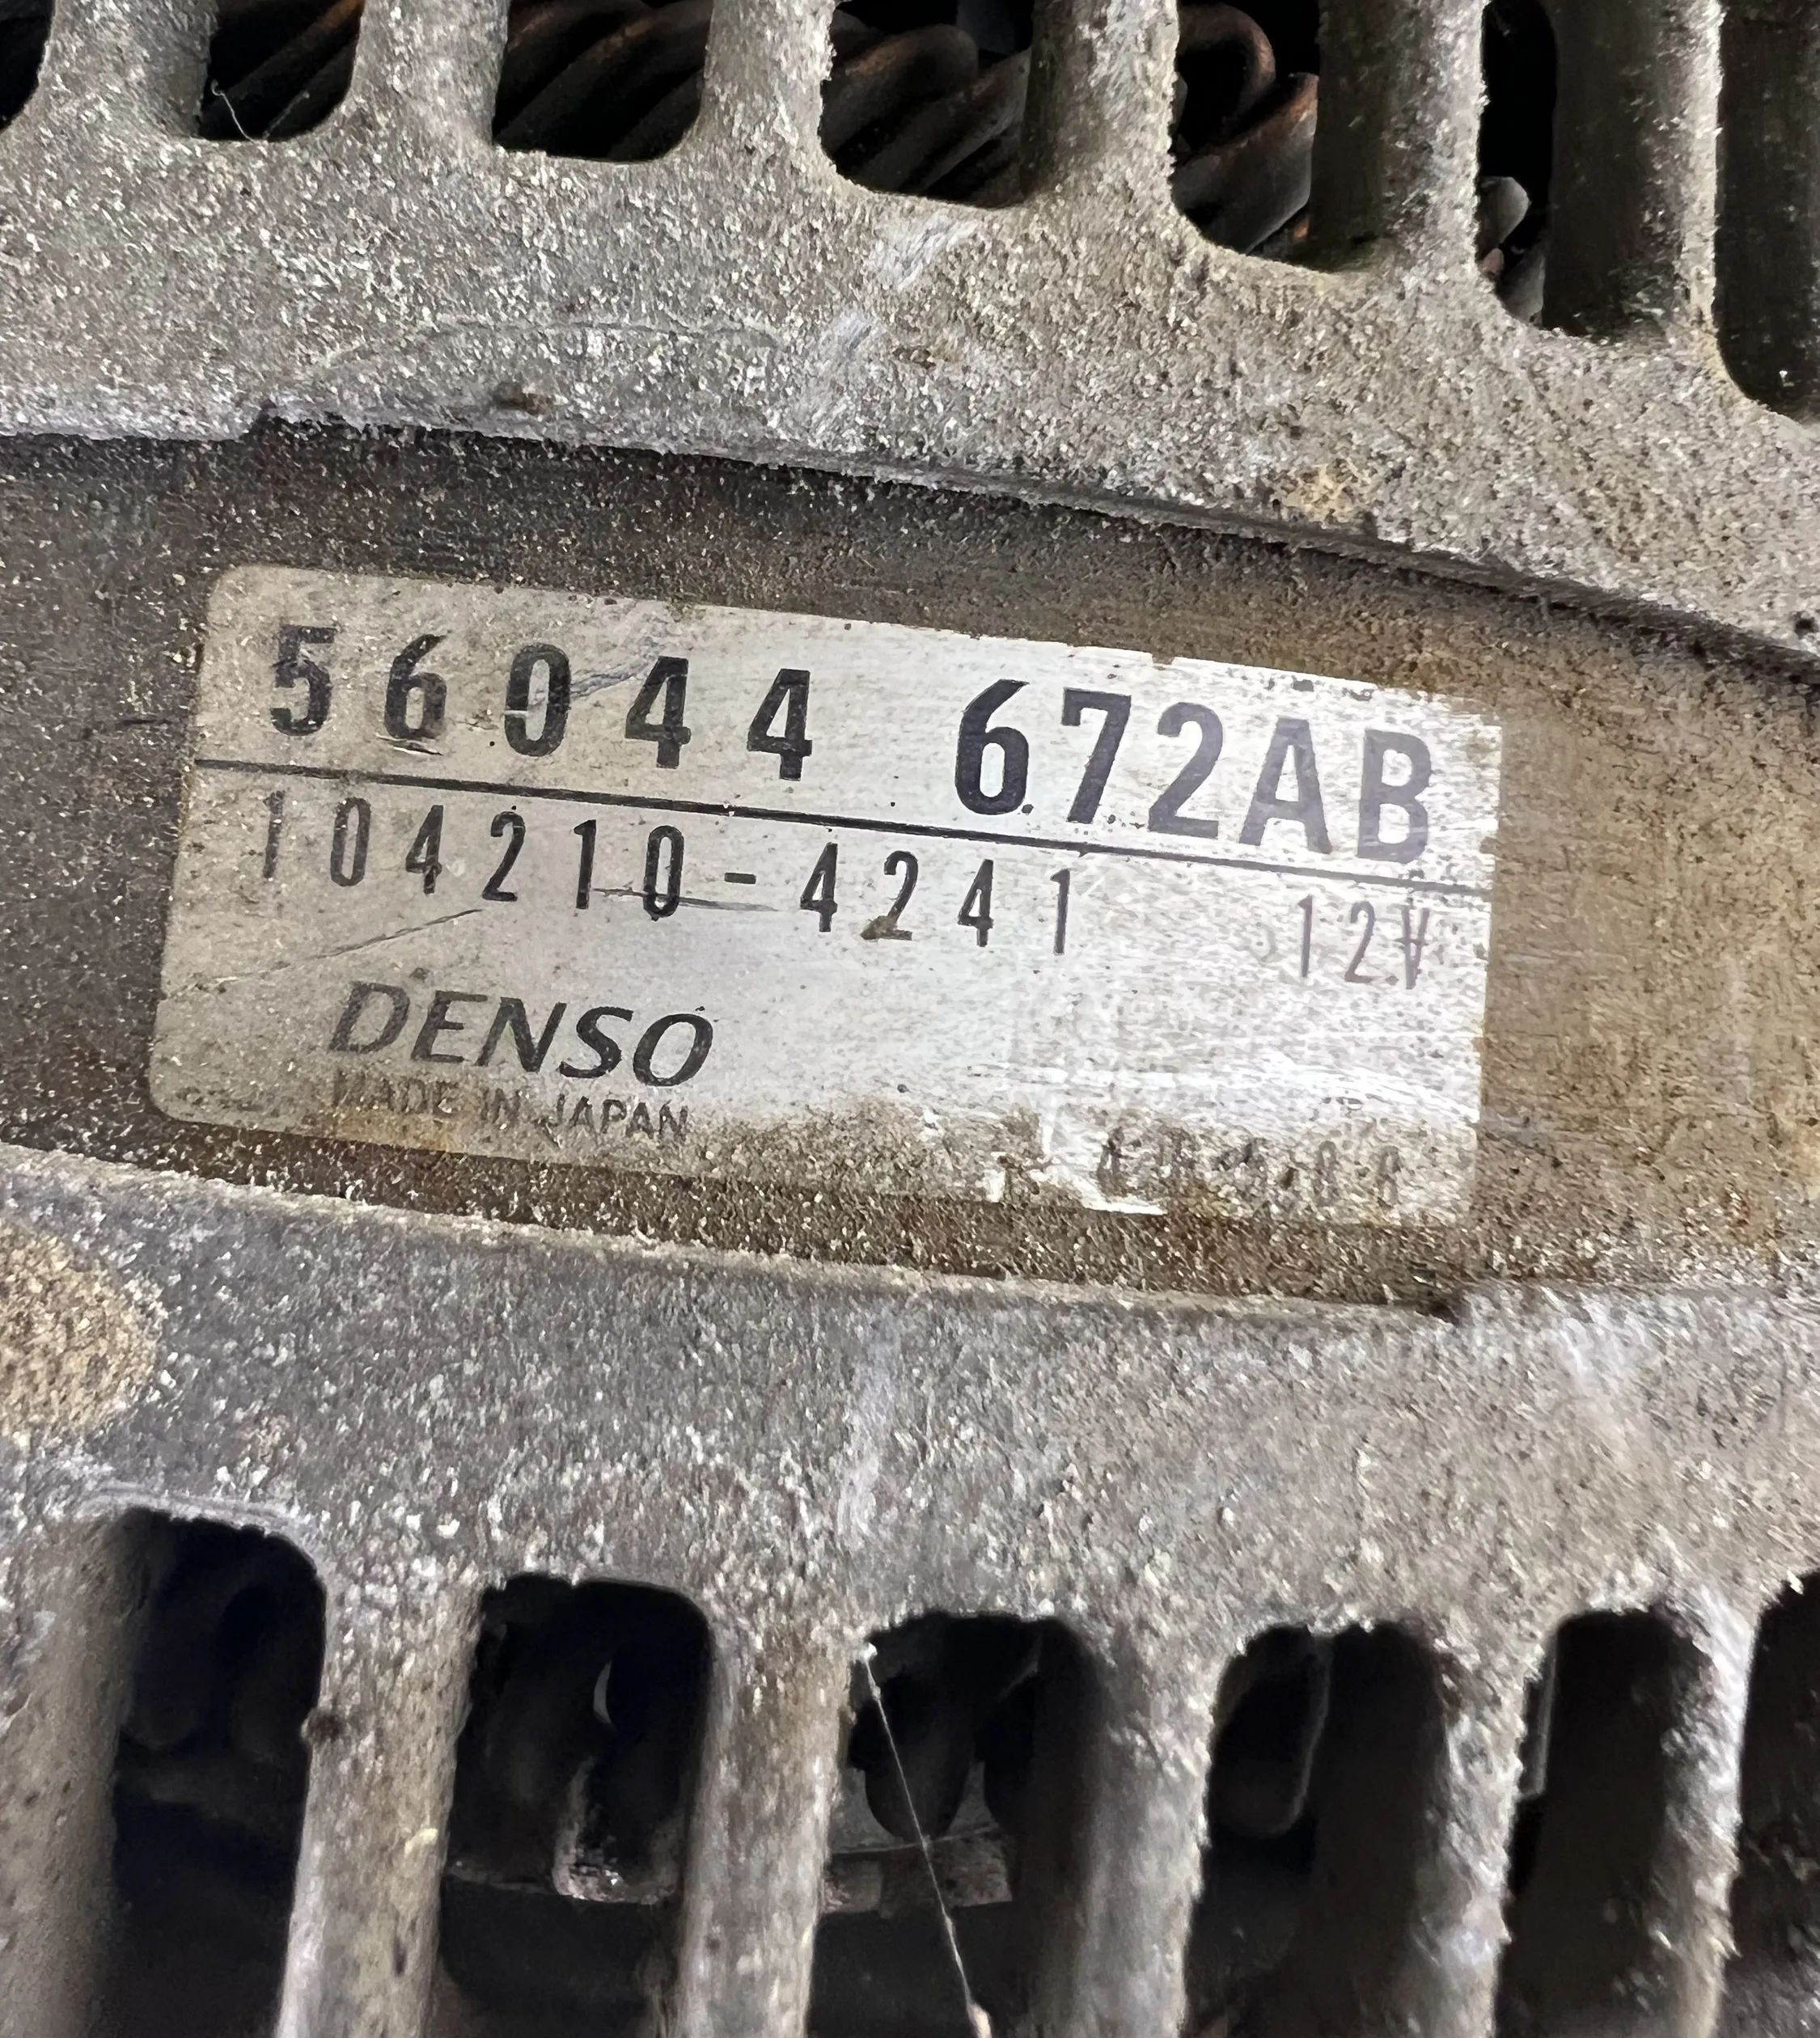 56044 672AB
104210-4241 12V
DENSO
MADE IN JAPAN